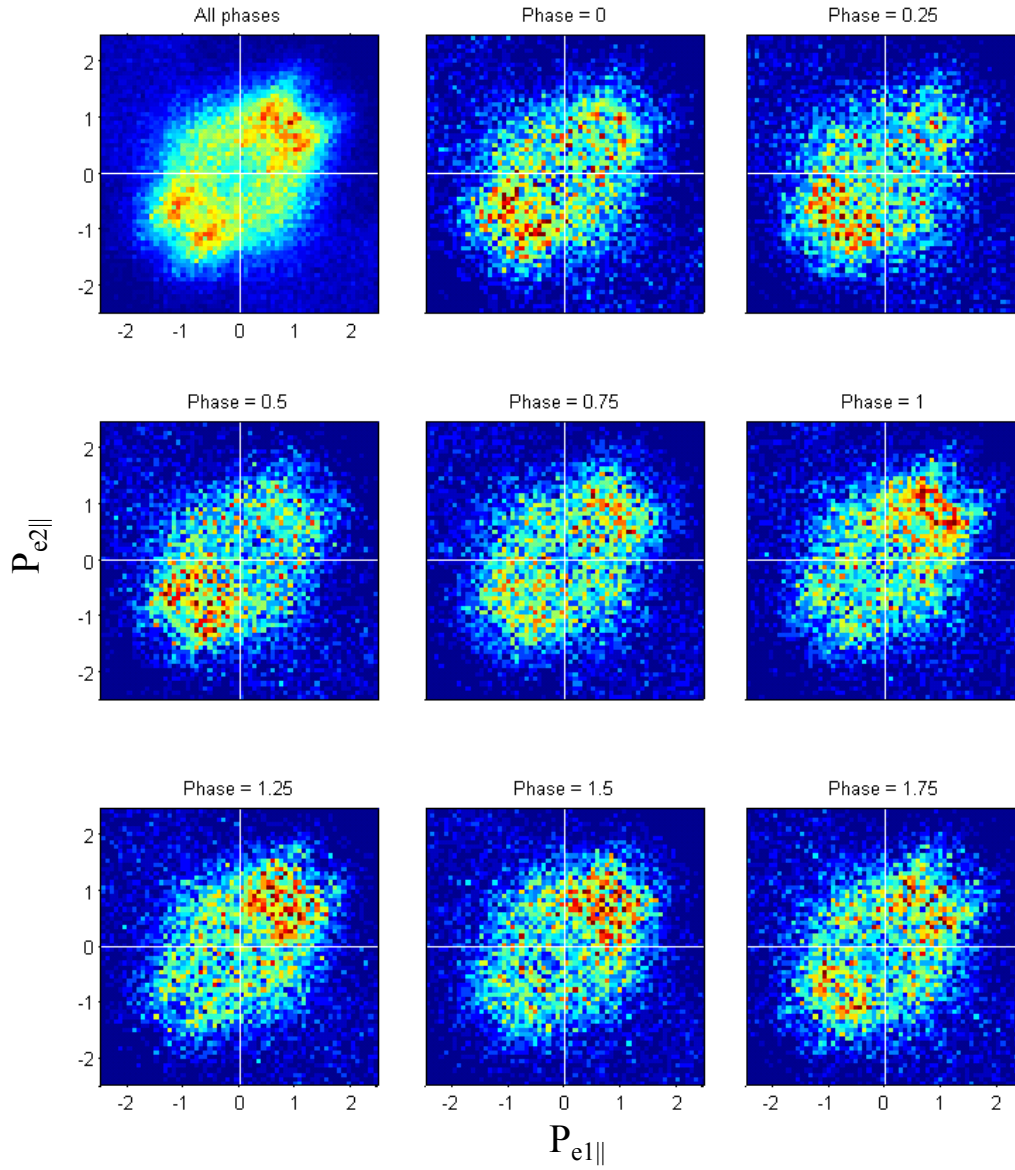 All phases Phase = 0 Phase = 0.25
2
1
0
-1
-2
-2 -1 0 1 2
Phase = 0.5 Phase = 0.75 Phase = 1
2
1
0
-1
-2
P e2||
Phase = 1.25 Phase = 1.5 Phase = 1.75
2
1
0
-1
-2
-2 -1 0 1 2 -2 -1 0 1 2 -2 -1 0 1 2
P e1||